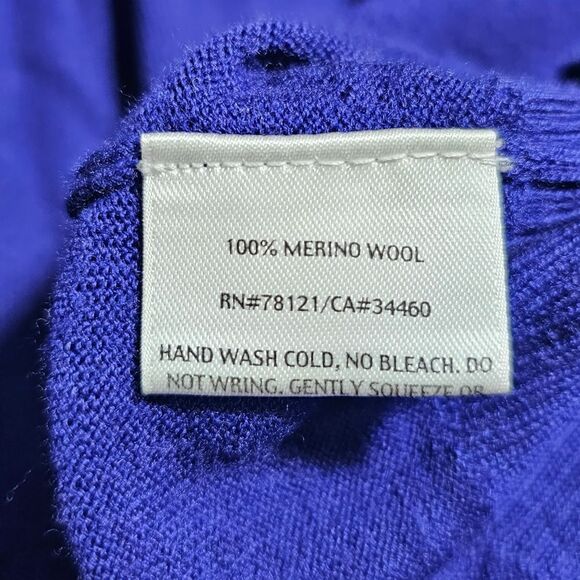 100% MERINO WOOL
RN#78121/CA#34460
HAND WASH COLD, NO BLEACH. DO
NOT WRING. GENTLY SQUEEZE OR